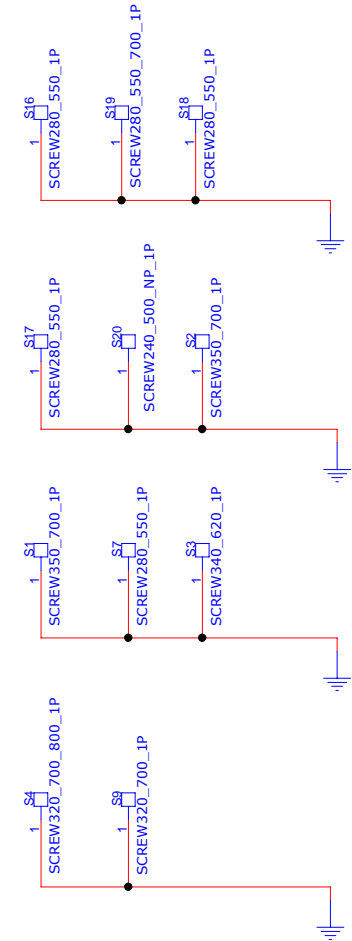 S16
1
SCREW280_550_1P
S19
1
SCREW280_550_700_1P
S18
1
SCREW280_550_1P
S17
1
SCREW280_550_1P
S20
1
SCREW240_500_NP_1P
S2
1
SCREW350_700_1P
S1
1
SCREW350_700_1P
S7
1
SCREW280_550_1P
S3
1
SCREW340_620_1P
S4
1
SCREW320_700_800_1P
S9
1
SCREW320_700_1P